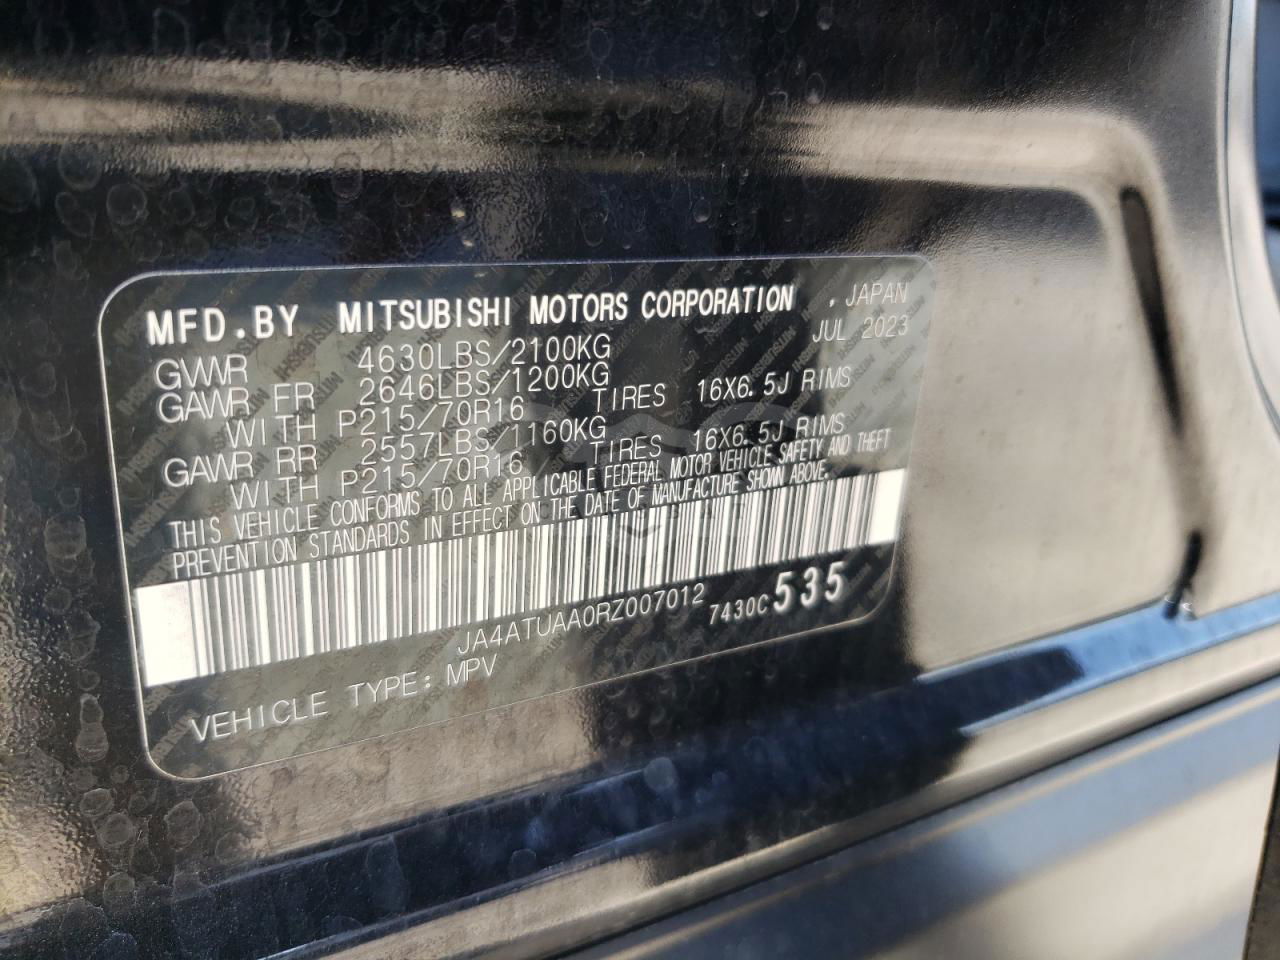 MFD.BY MITSUBISHI MOTORS CORPORATION , JAPAN
JUL 2023
GVWR 4630LBS/2100KG
GAWR FR 2646LBS/1200KG
WITH P215/70R16 TIRES 16X6.5J RIMS
GAWR RR 2557LBS/1160KG
WITH P215/70R16 TIRES 16X6.5J RIMS
THIS VEHICLE CONFORMS TO ALL APPLICABLE FEDERAL MOTOR VEHICLE SAFETY AND THEFT
PREVENTION STANDARDS IN EFFECT ON THE DATE OF MANUFACTURE SHOWN ABOVE.
JA4ATUAA0RZ007012 7430C535
VEHICLE TYPE: MPV